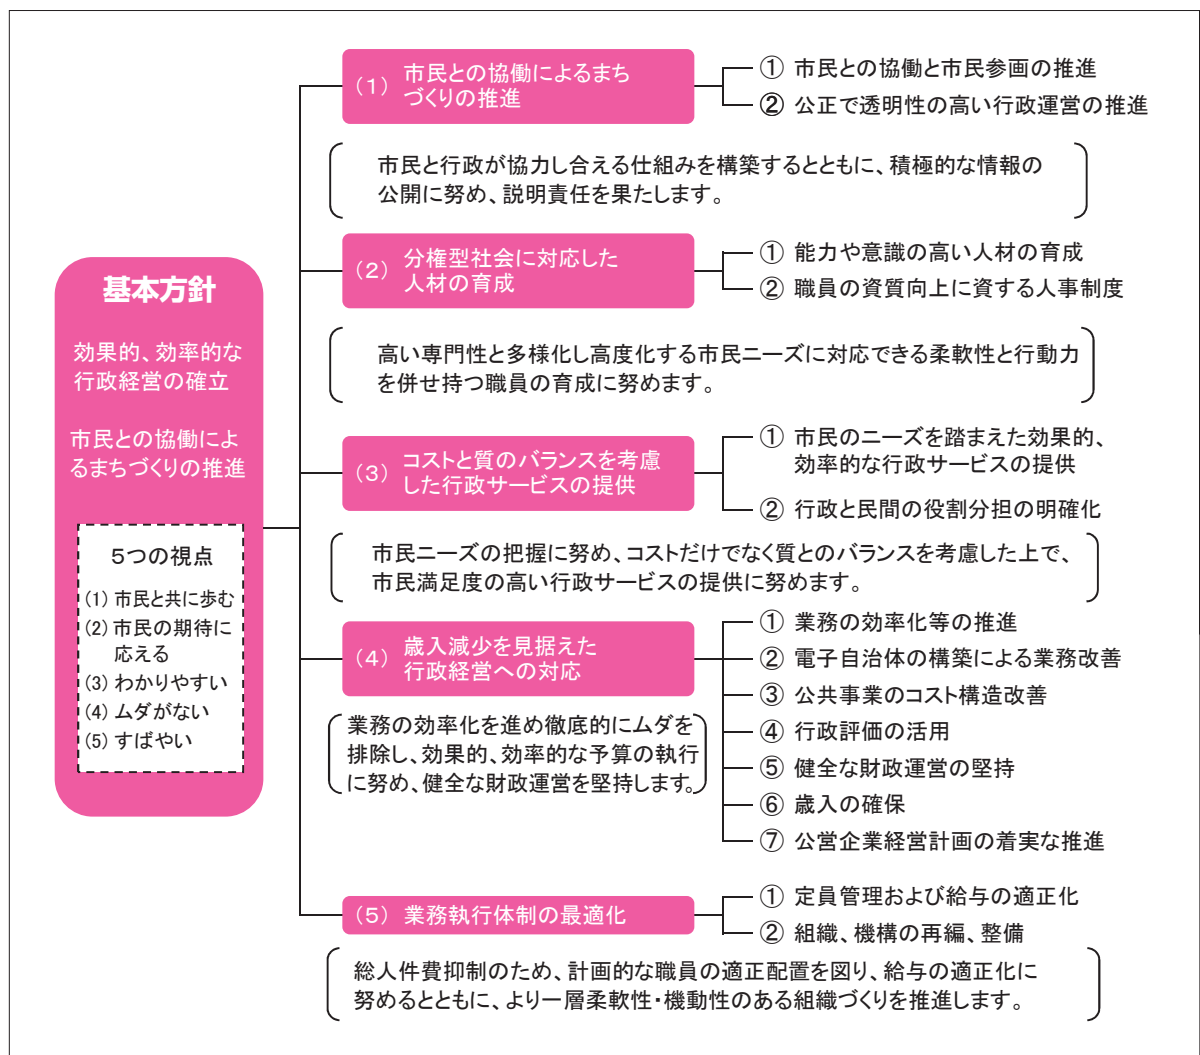 基本方針
効果的、効率的な
行政経営の確立
市民との協働によ
るまちづくりの推進
5つの視点
(1) 市民と共に歩む
(2) 市民の期待に
応える
(3) わかりやすい
(4) ムダがない
(5) すばやい
(1) 市民との協働によるまち
づくりの推進
① 市民との協働と市民参画の推進
② 公正で透明性の高い行政運営の推進
市民と行政が協力し合える仕組みを構築するとともに、積極的な情報の
公開に努め、説明責任を果たします。
(2) 分権型社会に対応した
人材の育成
① 能力や意識の高い人材の育成
② 職員の資質向上に資する人事制度
高い専門性と多様化し高度化する市民ニーズに対応できる柔軟性と行動力
を併せ持つ職員の育成に努めます。
(3) コストと質のバランスを考慮
した行政サービスの提供
① 市民のニーズを踏まえた効果的、
効率的な行政サービスの提供
② 行政と民間の役割分担の明確化
市民ニーズの把握に努め、コストだけでなく質とのバランスを考慮した上で、
市民満足度の高い行政サービスの提供に努めます。
(4) 歳入減少を見据えた
行政経営への対応
① 業務の効率化等の推進
② 電子自治体の構築による業務改善
③ 公共事業のコスト構造改善
④ 行政評価の活用
⑤ 健全な財政運営の堅持
⑥ 歳入の確保
⑦ 公営企業経営計画の着実な推進
業務の効率化を進め徹底的にムダを
排除し、効果的、効率的な予算の執行
に努め、健全な財政運営を堅持します。
(5) 業務執行体制の最適化
① 定員管理および給与の適正化
② 組織、機構の再編、整備
総人件費抑制のため、計画的な職員の適正配置を図り、給与の適正化に
努めるとともに、より一層柔軟性・機動性のある組織づくりを推進します。